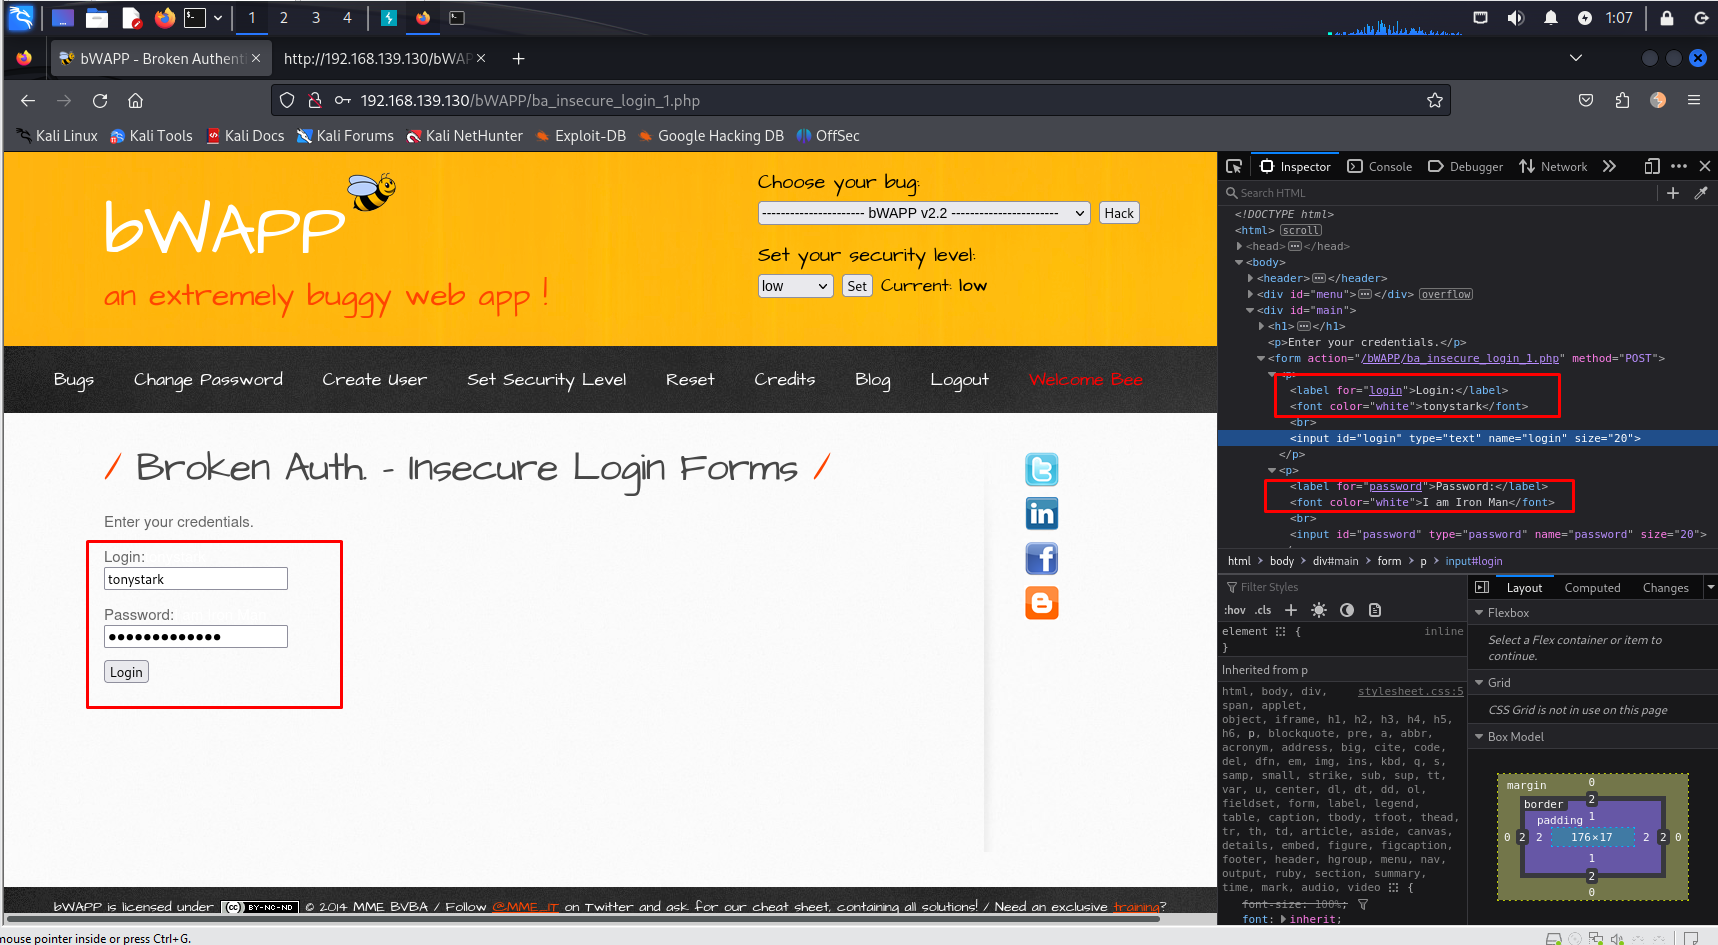 1 2 3 4 1:07
bWAPP - Broken Authenti
http://192.168.139.130/bWAP
192.168.139.130/bWAPP/ba_insecure_login_1.php
Kali Linux Kali Tools Kali Docs Kali Forums Kali NetHunter Exploit-DB Google Hacking DB OffSec
bWAPP
an extremely buggy web app !
Choose your bug:
---------------------- bWAPP v2.2 -----------------------
Hack
Set your security level:
low Set Current: low
Bugs Change Password Create User Set Security Level Reset Credits Blog Logout Welcome Bee
/ Broken Auth. - Insecure Login Forms /
Enter your credentials.
Login:
tonystark
Password:
●●●●●●●●●●●●●
Login
bWAPP is licensed under cc BY-NC-ND © 2014 MME BVBA / Follow @MME_IT on Twitter and ask for our cheat sheet, containing all solutions! / Need an exclusive training?
Inspector Console Debugger Network
Search HTML
<!DOCTYPE html>
<html> scroll
<head> </head>
<body>
<header> </header>
<div id="menu"> </div> overflow
<div id="main">
<h1> </h1>
<p>Enter your credentials.</p>
<form action="/bWAPP/ba_insecure_login_1.php" method="POST">
<p>
<label for="login">Login:</label>
<font color="white">tonystark</font>
<br>
<input id="login" type="text" name="login" size="20">
</p>
<p>
<label for="password">Password:</label>
<font color="white">I am Iron Man</font>
<br>
<input id="password" type="password" name="password" size="20">
html body div#main form p input#login
Filter Styles
:hov .cls
element {
inline
}
Inherited from p
html, body, div,
stylesheet.css:5
span, applet,
object, iframe, h1, h2, h3, h4, h5,
h6, p, blockquote, pre, a, abbr,
acronym, address, big, cite, code,
del, dfn, em, img, ins, kbd, q, s,
samp, small, strike, sub, sup, tt,
var, u, center, dl, dt, dd, ol,
fieldset, form, label, legend,
table, caption, tbody, tfoot, thead,
tr, th, td, article, aside, canvas,
details, embed, figure, figcaption,
footer, header, hgroup, menu, nav,
output, ruby, section, summary,
time, mark, audio, video {
font-size: 100%;
font: inherit;
Layout Computed Changes
Flexbox
Select a Flex container or item to
continue.
Grid
CSS Grid is not in use on this page
Box Model
margin 0
border 2
padding 1
0 2 2 176×17 2 2 0
1
2
0
mouse pointer inside or press Ctrl+G.